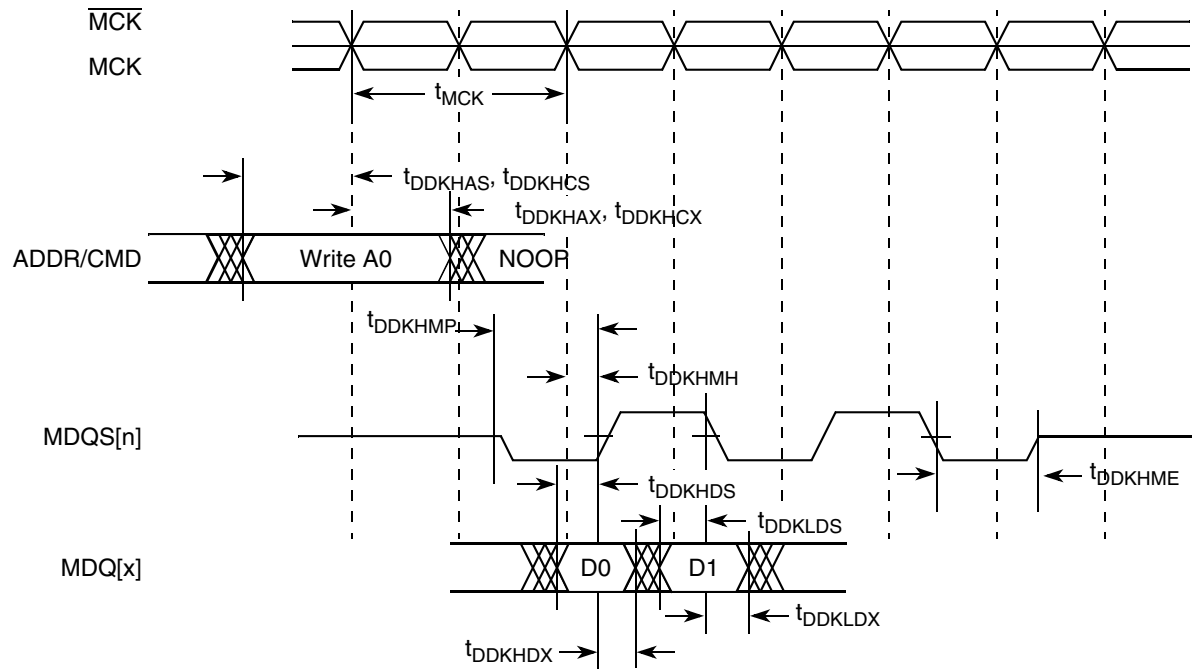 MCK
MCK
tMCK
tDDKHAS, tDDKHCS
tDDKHAX, tDDKHCX
ADDR/CMD
Write A0
NOOP
tDDKHMP
tDDKHMH
MDQS[n]
tDDKHDS
tDDKHME
tDDKLDS
MDQ[x]
D0
D1
tDDKLDX
tDDKHDX